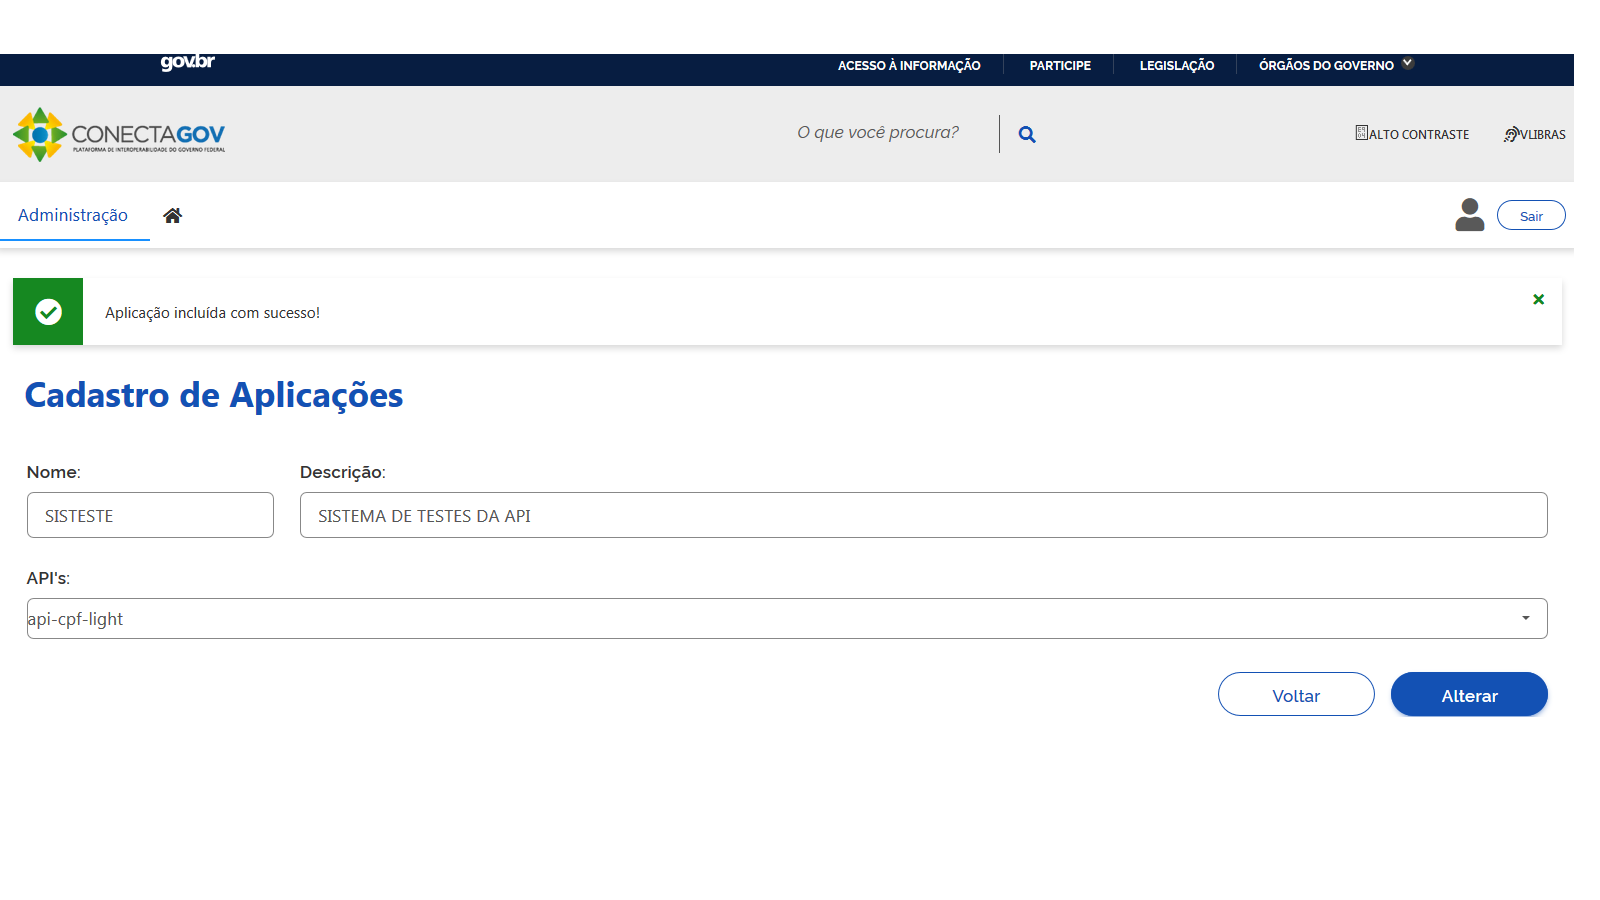 gov.br
ACESSO À INFORMAÇÃO
PARTICIPE
LEGISLAÇÃO
ÓRGÃOS DO GOVERNO
CONECTAGOV
PLATAFORMA DE INTEROPERABILIDADE DO GOVERNO FEDERAL
O que você procura?
ALTO CONTRASTE
VLIBRAS
Administração
Sair
Aplicação incluída com sucesso!
Cadastro de Aplicações
Nome:
Descrição:
SISTESTE
SISTEMA DE TESTES DA API
API's:
api-cpf-light
Voltar
Alterar